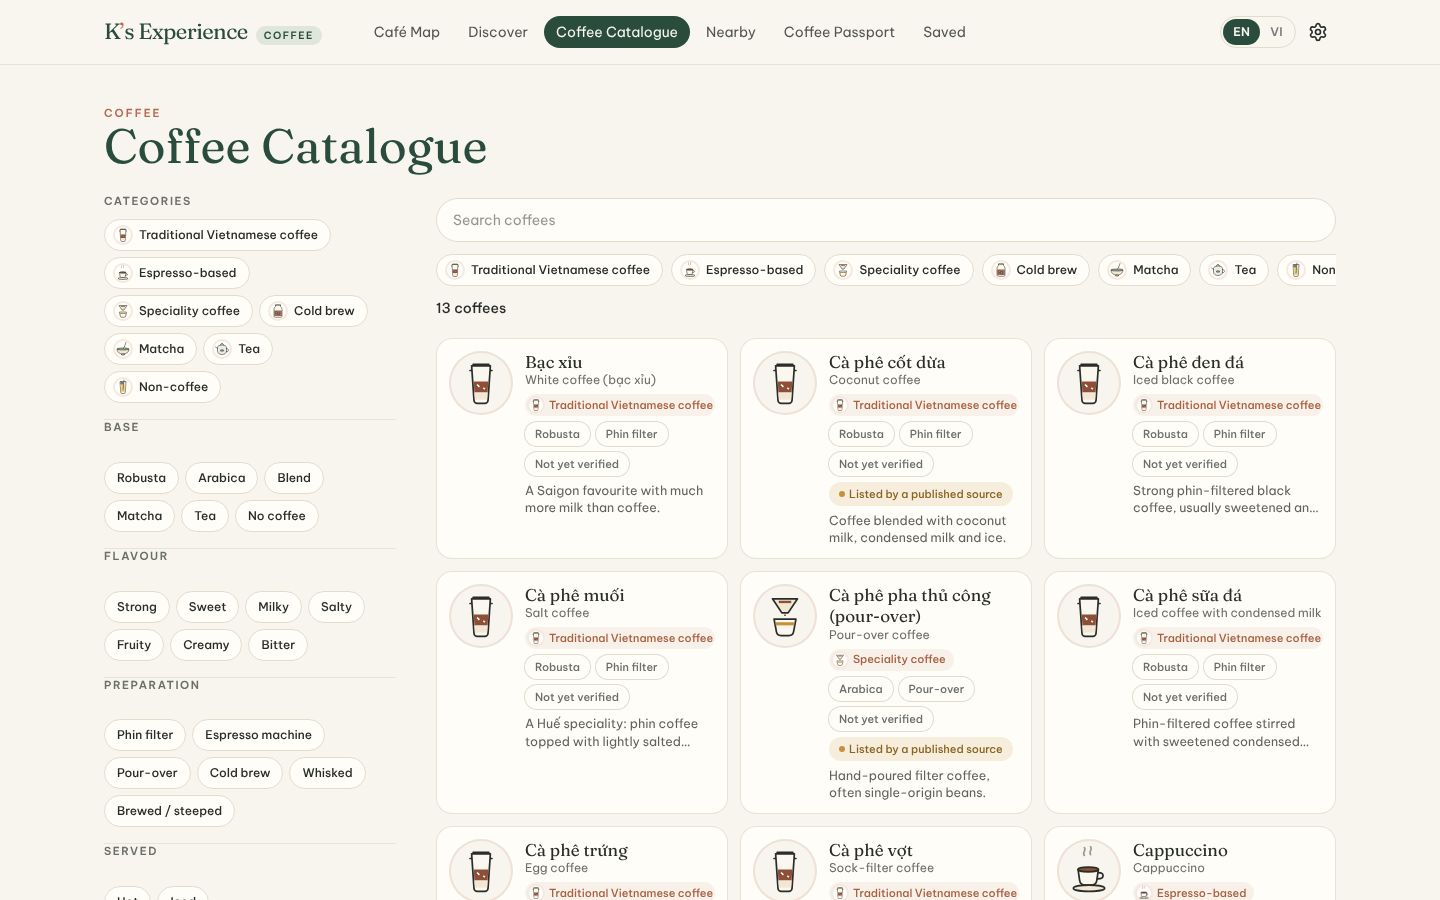 K's Experience COFFEE
Café Map
Discover
Coffee Catalogue
Nearby
Coffee Passport
Saved
EN VI
COFFEE
Coffee Catalogue
CATEGORIES
Traditional Vietnamese coffee
Espresso-based
Speciality coffee
Cold brew
Matcha
Tea
Non-coffee
BASE
Robusta
Arabica
Blend
Matcha
Tea
No coffee
FLAVOUR
Strong
Sweet
Milky
Salty
Fruity
Creamy
Bitter
PREPARATION
Phin filter
Espresso machine
Pour-over
Cold brew
Whisked
Brewed / steeped
SERVED
Search coffees
Traditional Vietnamese coffee
Espresso-based
Speciality coffee
Cold brew
Matcha
Tea
Non
13 coffees
Bạc xỉu
White coffee (bạc xỉu)
Traditional Vietnamese coffee
Robusta
Phin filter
Not yet verified
A Saigon favourite with much
more milk than coffee.
Cà phê cốt dừa
Coconut coffee
Traditional Vietnamese coffee
Robusta
Phin filter
Not yet verified
Listed by a published source
Coffee blended with coconut
milk, condensed milk and ice.
Cà phê đen đá
Iced black coffee
Traditional Vietnamese coffee
Robusta
Phin filter
Not yet verified
Strong phin-filtered black
coffee, usually sweetened an…
Cà phê muối
Salt coffee
Traditional Vietnamese coffee
Robusta
Phin filter
Not yet verified
A Huế speciality: phin coffee
topped with lightly salted…
Cà phê pha thủ công
(pour-over)
Pour-over coffee
Speciality coffee
Arabica
Pour-over
Not yet verified
Listed by a published source
Hand-poured filter coffee,
often single-origin beans.
Cà phê sữa đá
Iced coffee with condensed milk
Traditional Vietnamese coffee
Robusta
Phin filter
Not yet verified
Phin-filtered coffee stirred
with sweetened condensed…
Cà phê trứng
Egg coffee
Traditional Vietnamese coffee
Cà phê vợt
Sock-filter coffee
Traditional Vietnamese coffee
Cappuccino
Cappuccino
Espresso-based